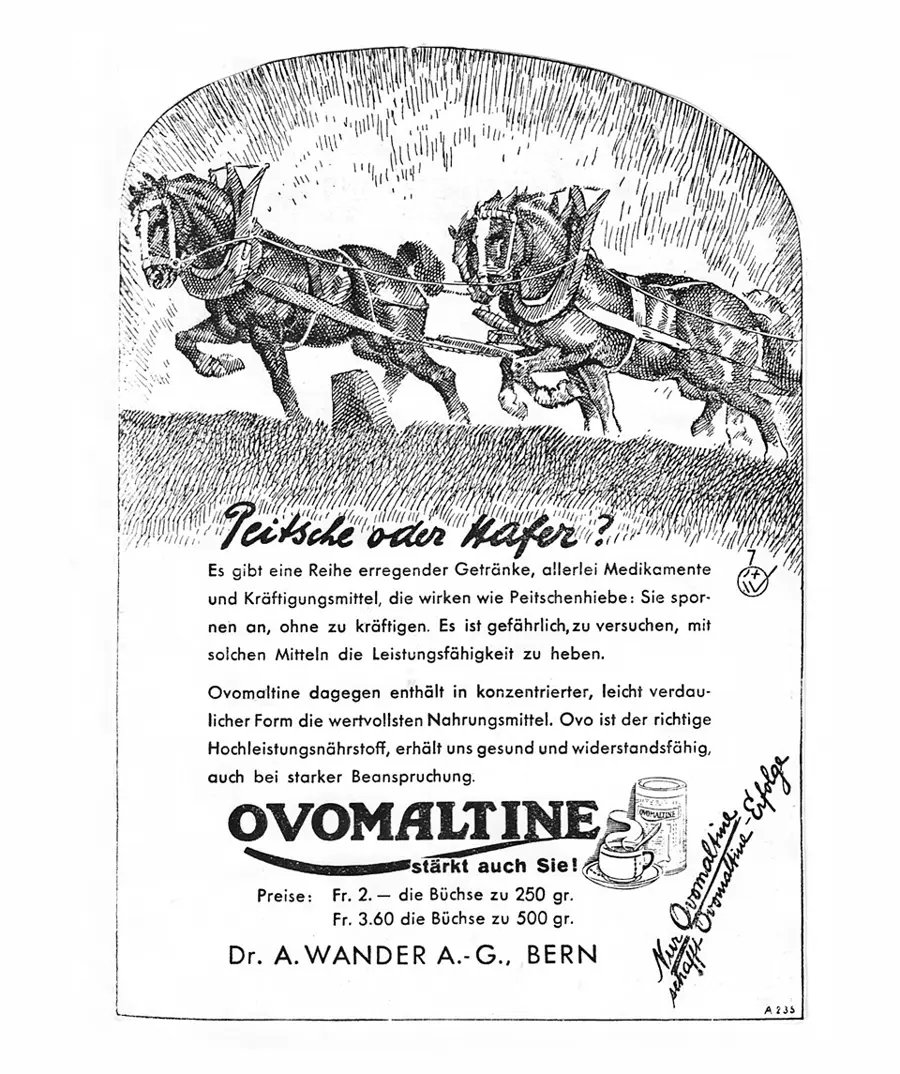 Peitsche oder Hafer?
Es gibt eine Reihe erregender Getränke, allerlei Medikamente
und Kräftigungsmittel, die wirken wie Peitschenhiebe: Sie spor-
nen an, ohne zu kräftigen. Es ist gefährlich, zu versuchen, mit
solchen Mitteln die Leistungsfähigkeit zu heben.
Ovomaltine dagegen enthält in konzentrierter, leicht verdau-
licher Form die wertvollsten Nahrungsmittel. Ovo ist der richtige
Hochleistungsnährstoff, erhält uns gesund und widerstandsfähig,
auch bei starker Beanspruchung.
OVOMALTINE
stärkt auch Sie!
OVOMALTINE
Preise: Fr. 2.— die Büchse zu 250 gr.
Fr. 3.60 die Büchse zu 500 gr.
Dr. A. WANDER A.-G., BERN
Nur Ovomaltine
schafft Ovomaltine-Erfolge
A 235